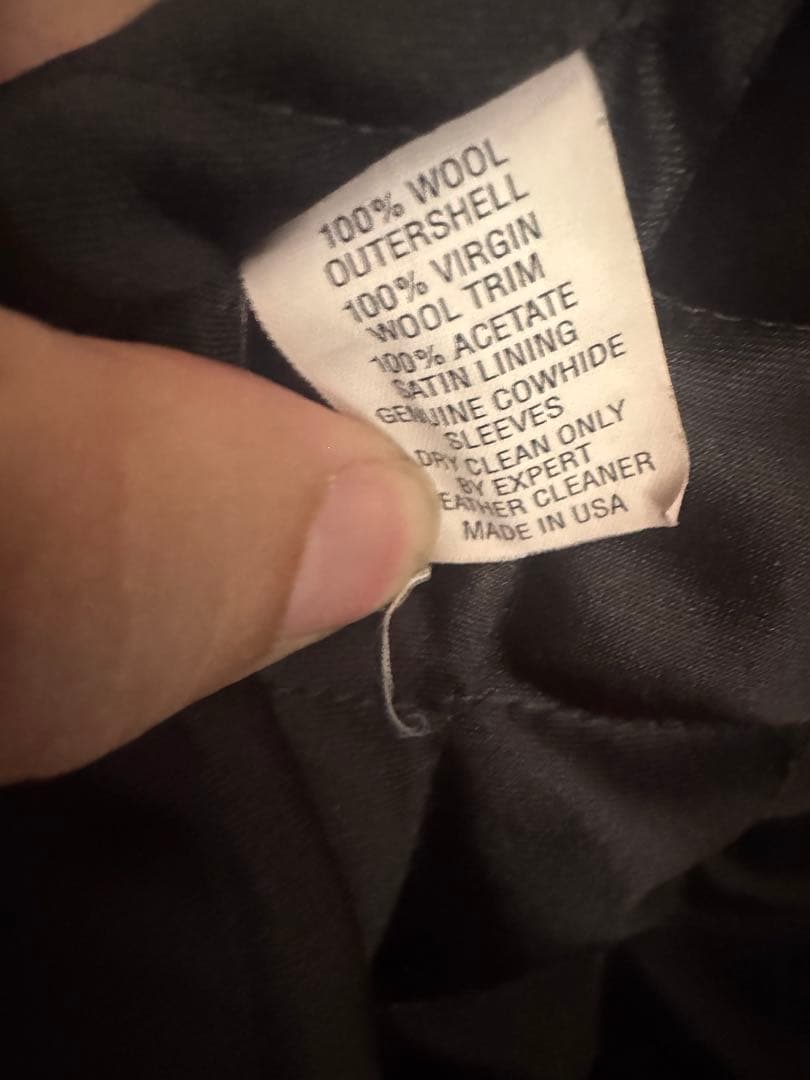 100% WOOL
OUTERSHELL
100% VIRGIN
WOOL TRIM
100% ACETATE
SATIN LINING
GENUINE COWHIDE
SLEEVES
DRY CLEAN ONLY
BY EXPERT
EATHER CLEANER
MADE IN USA